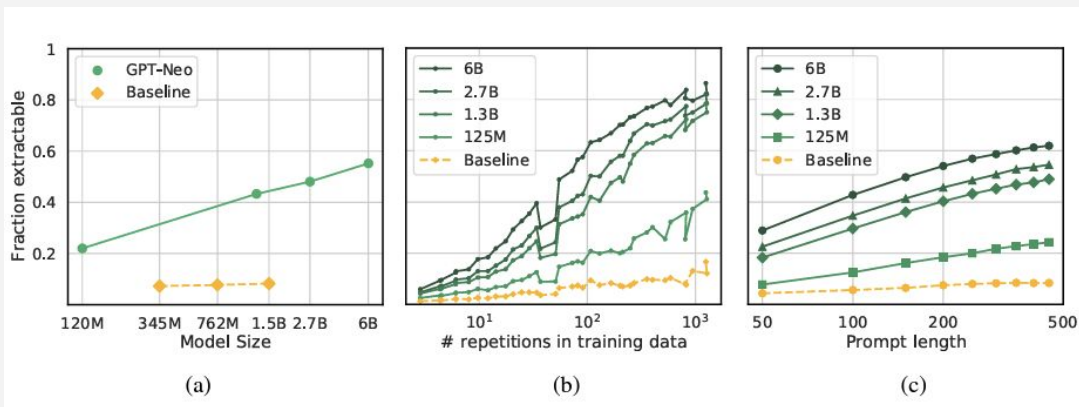 1
0.8
0.6
0.4
0.2
Fraction extractable
GPT-Neo
Baseline
120M 345M 762M 1.5B 2.7B 6B
Model Size
(a)
6B
2.7B
1.3B
125M
Baseline
10¹ 10² 10³
# repetitions in training data
(b)
6B
2.7B
1.3B
125M
Baseline
50 100 200 500
Prompt length
(c)